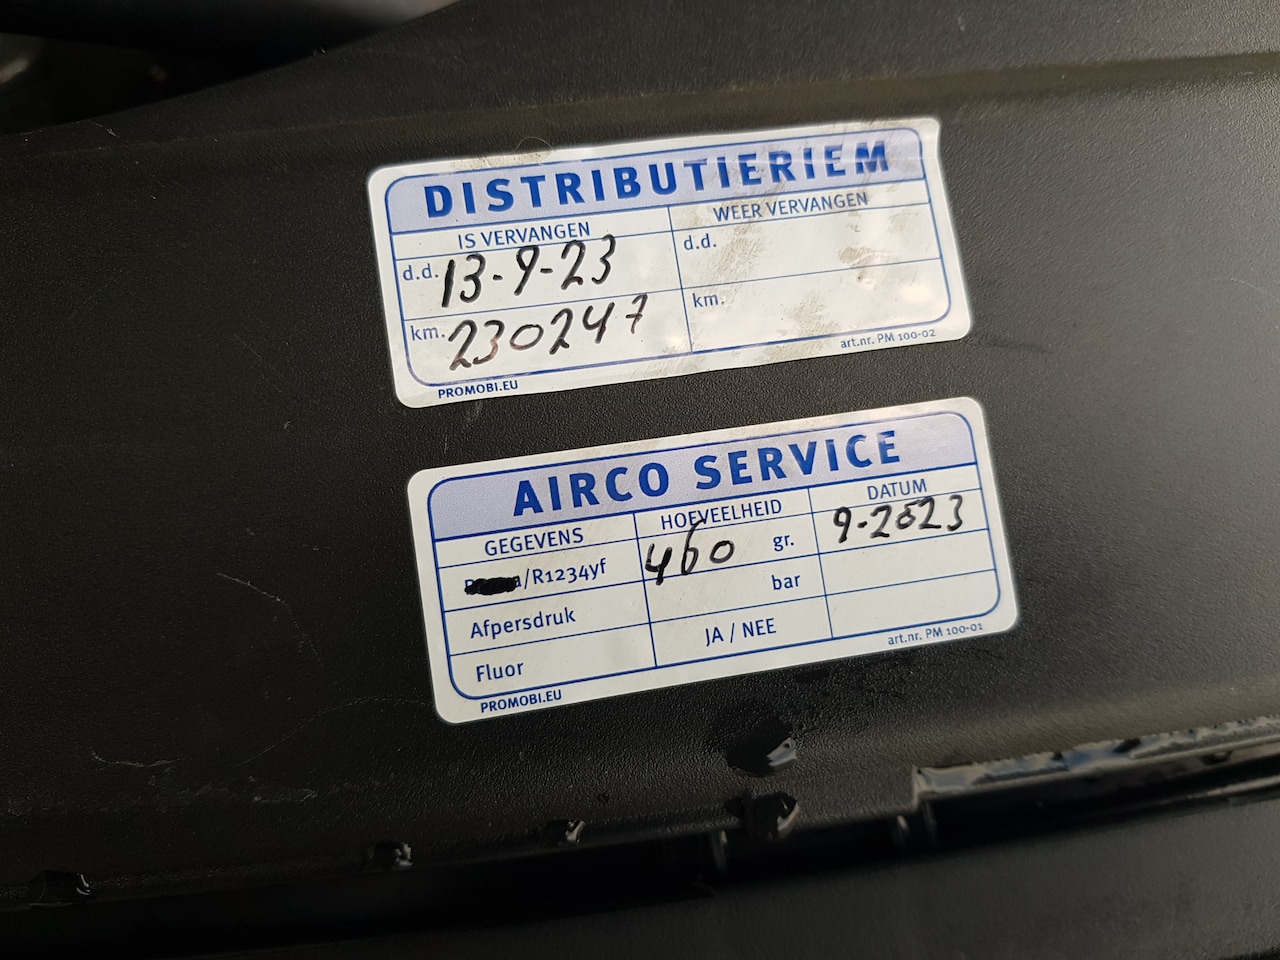 DISTRIBUTIERIEM
IS VERVANGEN WEER VERVANGEN
d.d. 13-9-23 d.d.
km. 230247 km.
PROMOBI.EU art.nr. PM 100-02
AIRCO SERVICE
GEGEVENS HOEVEELHEID DATUM
/R1234yf 460 gr. 9-2023
Afpersdruk bar
Fluor JA / NEE
PROMOBI.EU art.nr. PM 100-01